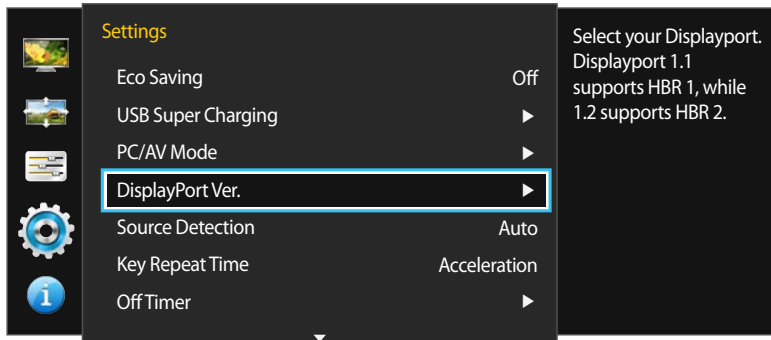 Settings
Eco Saving Off
USB Super Charging
PC/AV Mode
DisplayPort Ver.
Source Detection Auto
Key Repeat Time Acceleration
Off Timer
Select your Displayport.
Displayport 1.1
supports HBR 1, while
1.2 supports HBR 2.